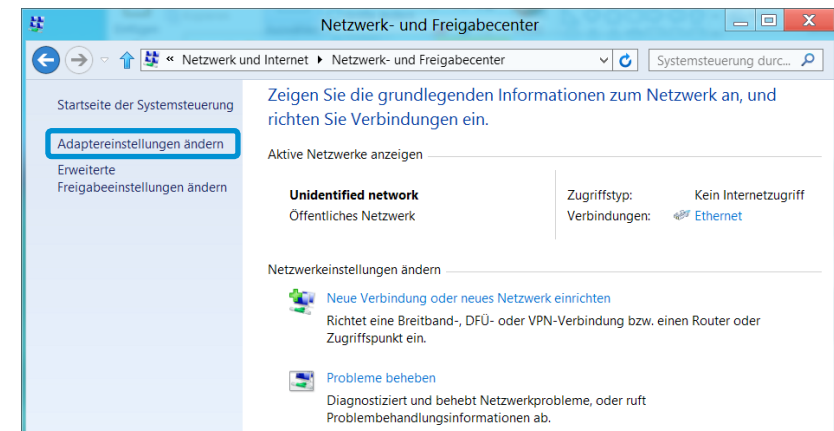 Netzwerk- und Freigabecenter
« Netzwerk und Internet ▸ Netzwerk- und Freigabecenter
Systemsteuerung durc...
Startseite der Systemsteuerung
Adaptereinstellungen ändern
Erweiterte
Freigabeeinstellungen ändern
Zeigen Sie die grundlegenden Informationen zum Netzwerk an, und
richten Sie Verbindungen ein.
Aktive Netzwerke anzeigen
Unidentified network
Öffentliches Netzwerk
Zugriffstyp: Kein Internetzugriff
Verbindungen: Ethernet
Netzwerkeinstellungen ändern
Neue Verbindung oder neues Netzwerk einrichten
Richtet eine Breitband-, DFÜ- oder VPN-Verbindung bzw. einen Router oder
Zugriffspunkt ein.
Probleme beheben
Diagnostiziert und behebt Netzwerkprobleme, oder ruft
Problembehandlungsinformationen ab.